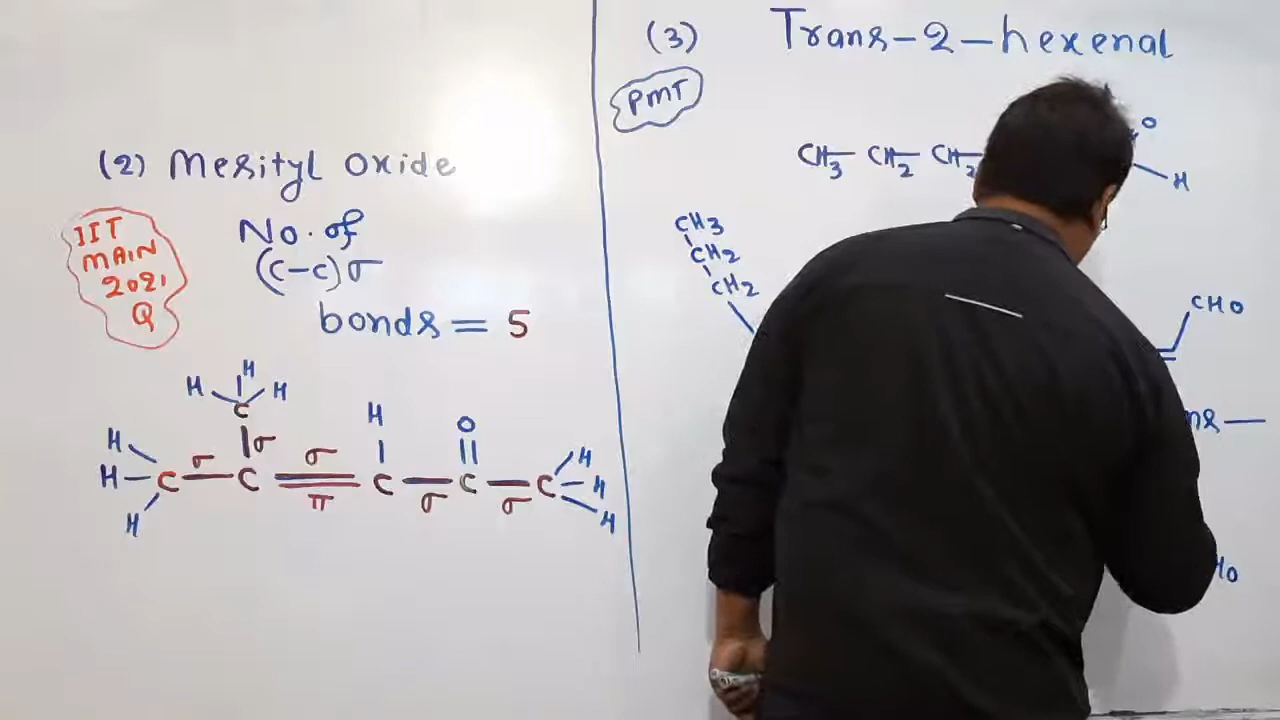 (2) Mesityl Oxide
IIT
MAIN
2021
Q
No. of
(C-C)σ
bonds = 5
H
H H
C
H
H
O
σ
σ
σ
H
H
H-C-C=C-C-C-H
π
σ
σ
H
H
(3) Trans-2-hexenal
PMT
O
CH3-CH2-CH2
H
CH3
CH2
CH2
CHO
ns-